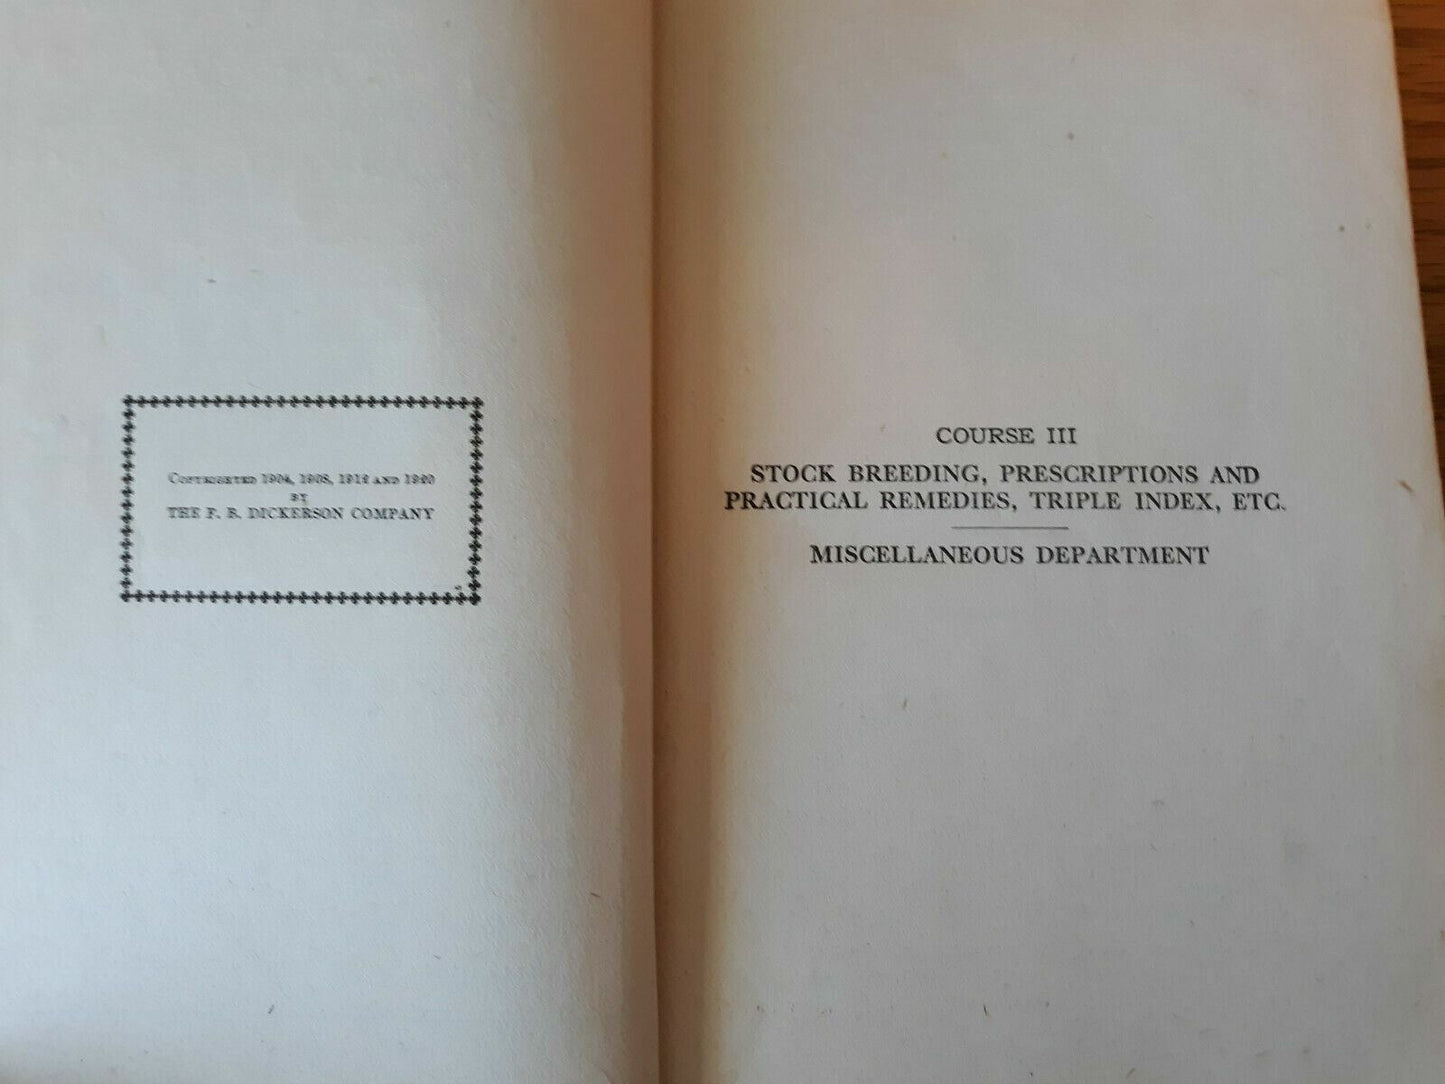 COPYRIGHTED 1904, 1908, 1912 AND 1920
BY
THE F. B. DICKERSON COMPANY
COURSE III
STOCK BREEDING, PRESCRIPTIONS AND
PRACTICAL REMEDIES, TRIPLE INDEX, ETC.
MISCELLANEOUS DEPARTMENT